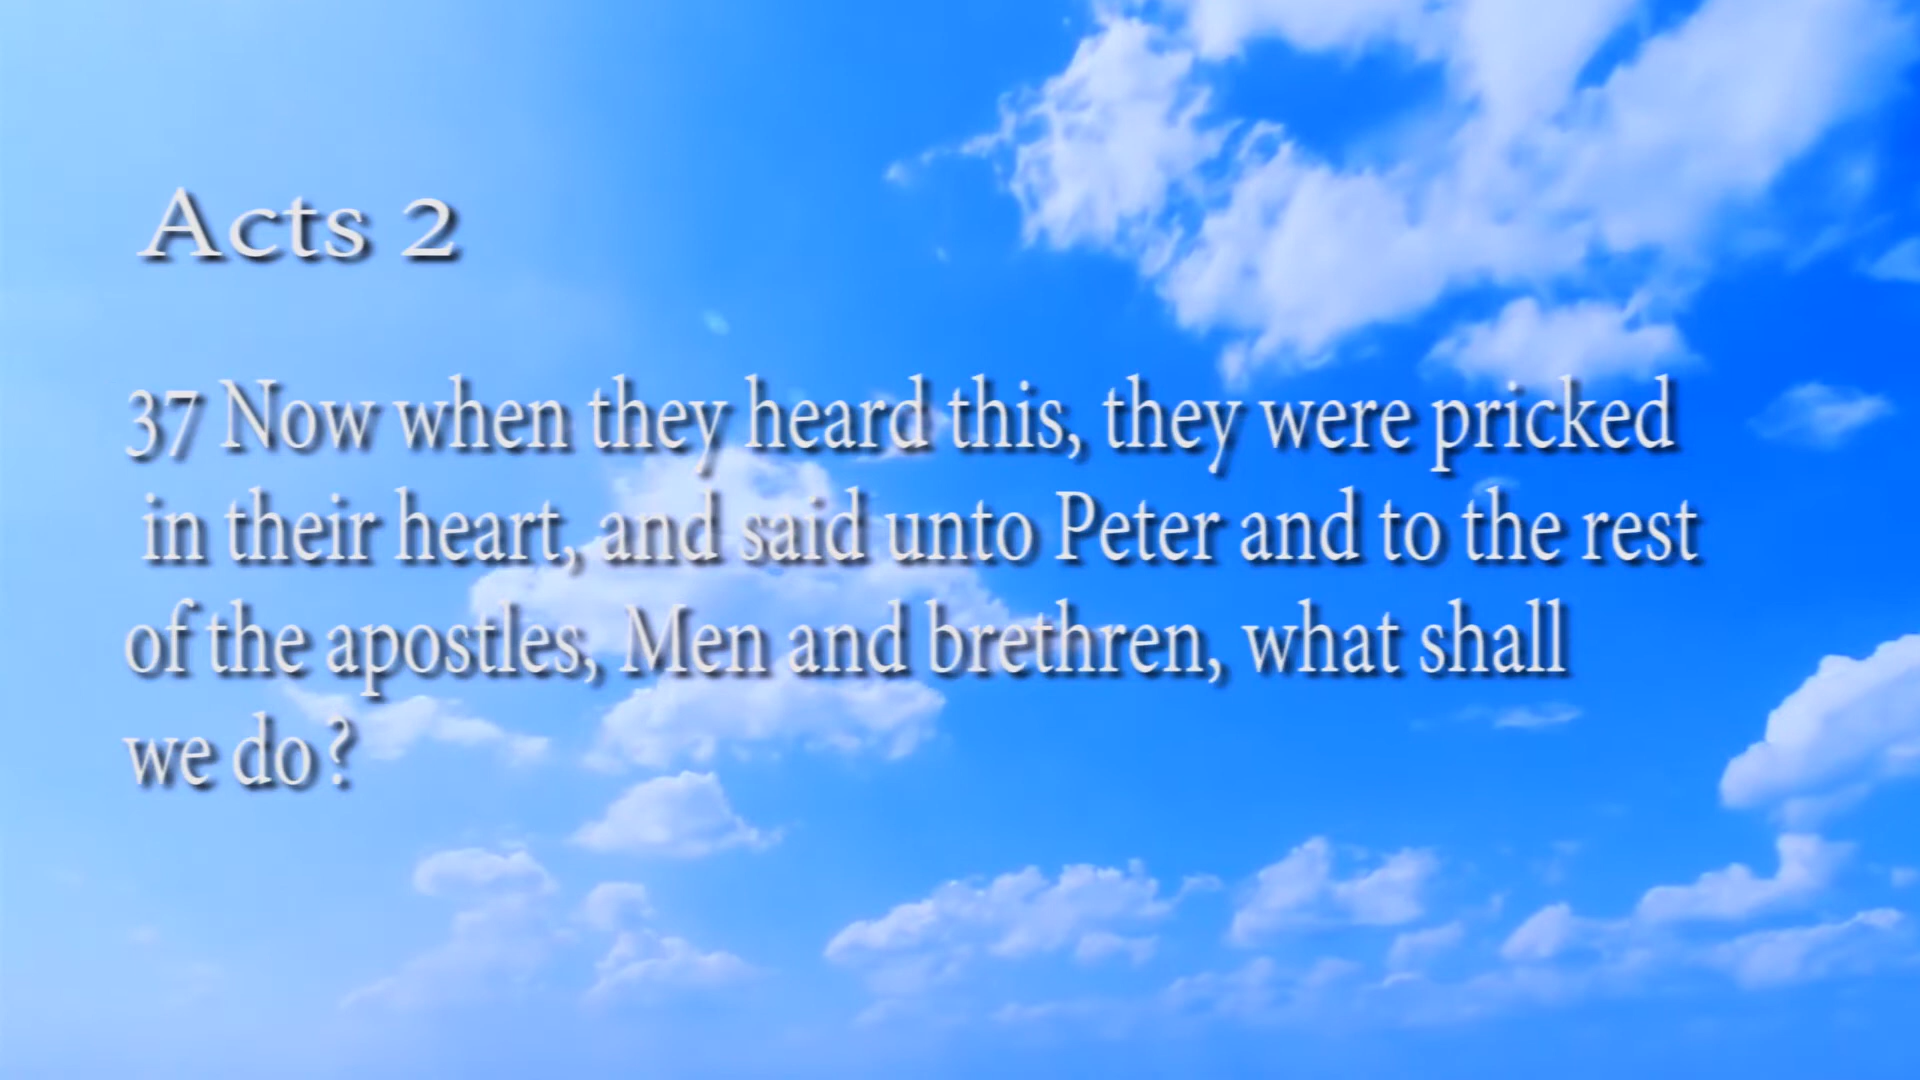 Acts 2
37 Now when they heard this, they were pricked
in their heart, and said unto Peter and to the rest
of the apostles, Men and brethren, what shall
we do?